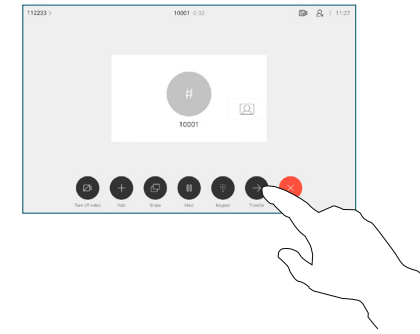 112233 > 10001 0:02 11:27
#
10001
Turn off video Add Share Hold Keypad Transfer